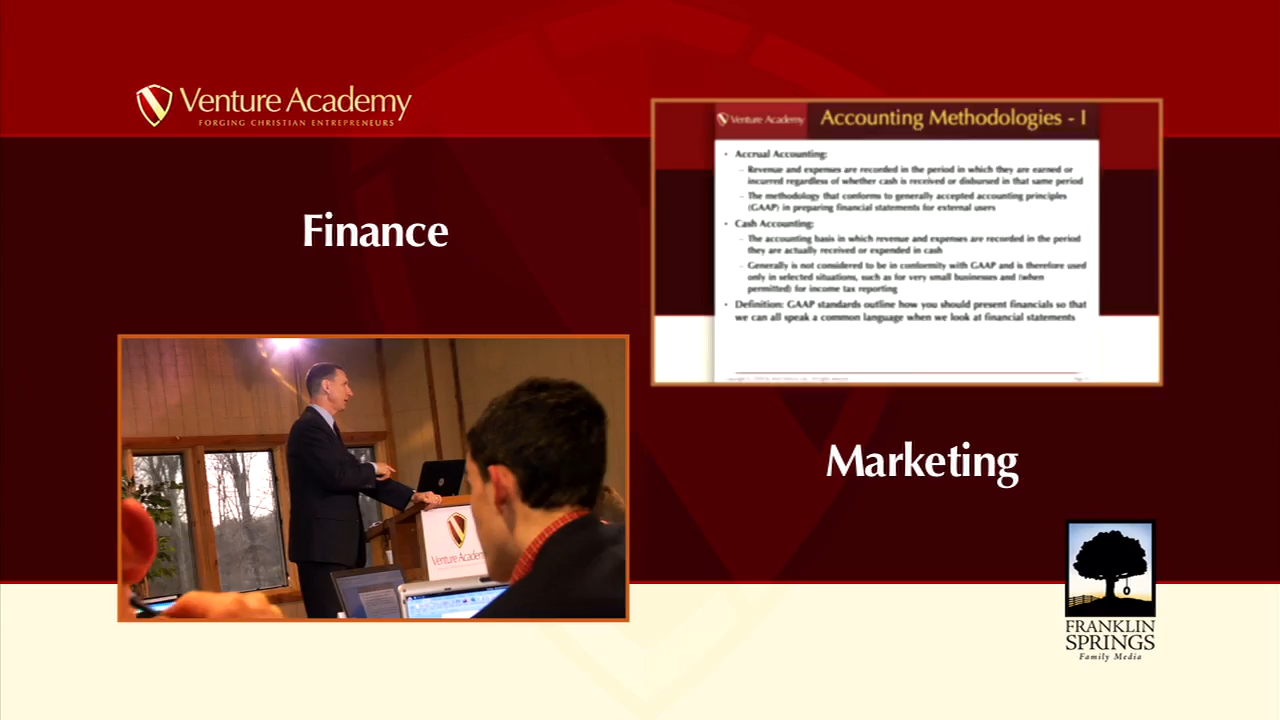 Venture Academy
FORGING CHRISTIAN ENTREPRENEURS
Finance
Venture Academy
Accounting Methodologies - I
• Accrual Accounting:
– Revenue and expenses are recorded in the period in which they are earned or
incurred regardless of whether cash is received or disbursed in that same period
– The methodology that conforms to generally accepted accounting principles
(GAAP) in preparing financial statements for external users
• Cash Accounting:
– The accounting basis in which revenue and expenses are recorded in the period
they are actually received or expended in cash
– Generally is not considered to be in conformity with GAAP and is therefore used
only in selected situations, such as for very small businesses and (when
permitted) for income tax reporting
• Definition: GAAP standards outline how you should present financials so that
we can all speak a common language when we look at financial statements
Venture Academ
Marketing
FRANKLIN
SPRINGS
Family Media